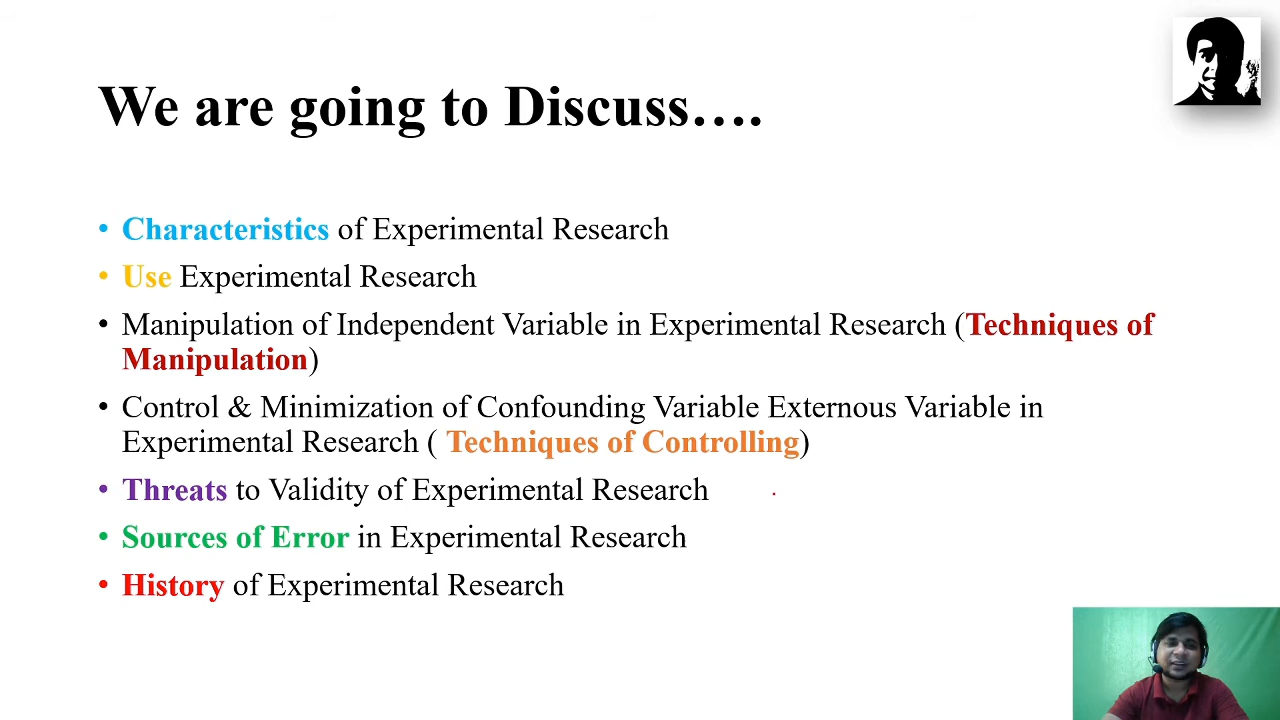 We are going to Discuss….
• Characteristics of Experimental Research
• Use Experimental Research
• Manipulation of Independent Variable in Experimental Research (Techniques of
Manipulation)
• Control & Minimization of Confounding Variable Externous Variable in
Experimental Research ( Techniques of Controlling)
• Threats to Validity of Experimental Research
• Sources of Error in Experimental Research
• History of Experimental Research